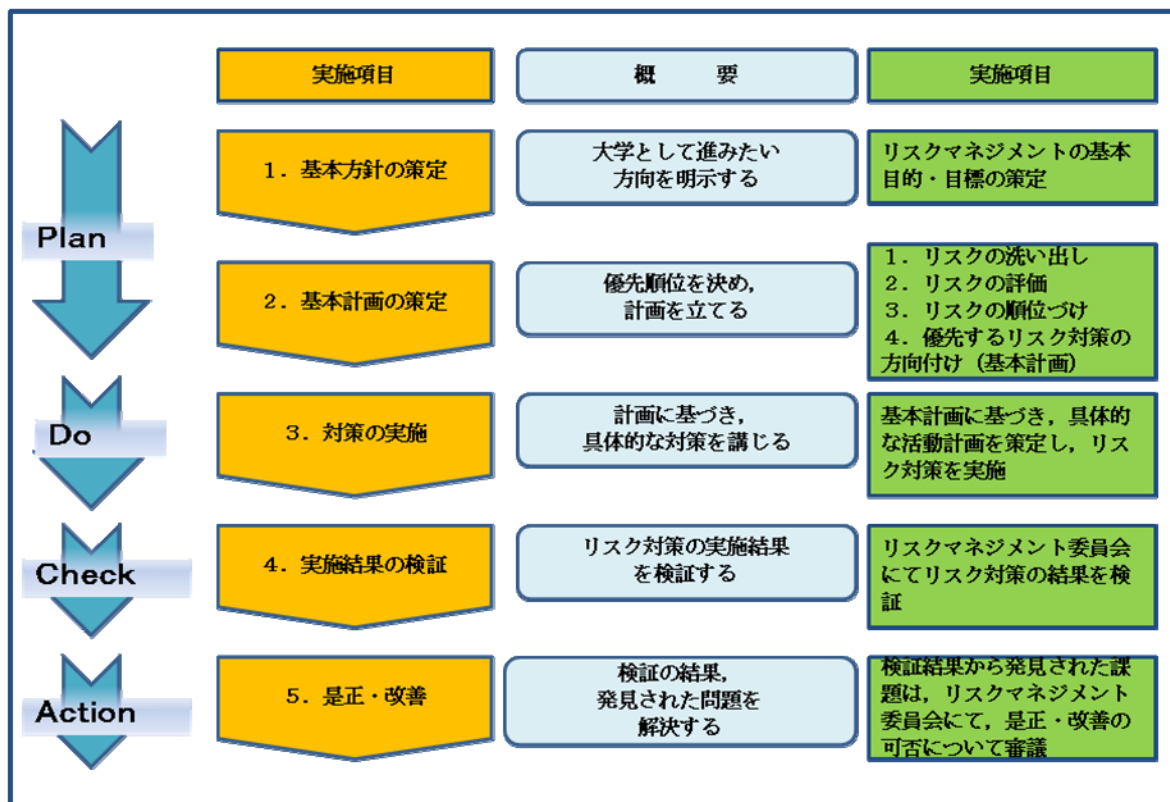 実施項目
概　　要
実施項目
Plan
1．基本方針の策定
大学として進みたい
方向を明示する
リスクマネジメントの基本
目的・目標の策定
2．基本計画の策定
優先順位を決め，
計画を立てる
1．リスクの洗い出し
2．リスクの評価
3．リスクの順位づけ
4．優先するリスク対策の
方向付け（基本計画）
Do
3．対策の実施
計画に基づき，
具体的な対策を講じる
基本計画に基づき，具体的
な活動計画を策定し，リス
ク対策を実施
Check
4．実施結果の検証
リスク対策の実施結果
を検証する
リスクマネジメント委員会
にてリスク対策の結果を検
証
Action
5．是正・改善
検証の結果，
発見された問題を
解決する
検証結果から発見された課
題は，リスクマネジメント
委員会にて，是正・改善の
可否について審議